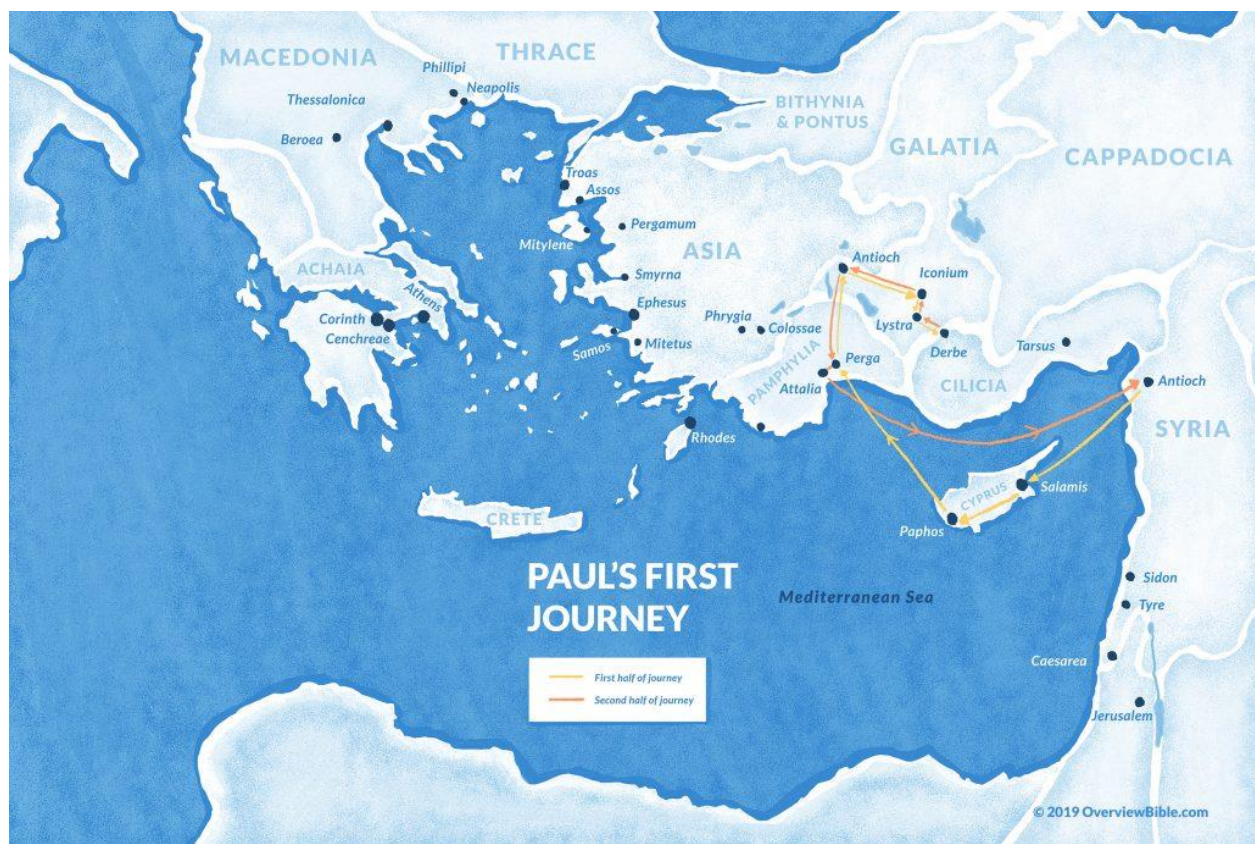 MACEDONIA
THRACE
Phillipi
Neapolis
Thessalonica
Beroea
BITHYNIA
& PONTUS
GALATIA
CAPPADOCIA
Troas
Assos
Mitylene
Pergamum
ASIA
Antioch
Iconium
ACHAIA
Smyrna
Athens
Ephesus
Corinth
Cenchreae
Samos
Mitetus
Phrygia
Colossae
Lystra
Derbe
Tarsus
PAMPHYLIA
Perga
Attalia
CILICIA
Antioch
SYRIA
Rhodes
CYPRUS
Salamis
Paphos
CRETE
PAUL'S FIRST
JOURNEY
Mediterranean Sea
Sidon
Tyre
Caesarea
Jerusalem
First half of journey
Second half of journey
© 2019 OverviewBible.com